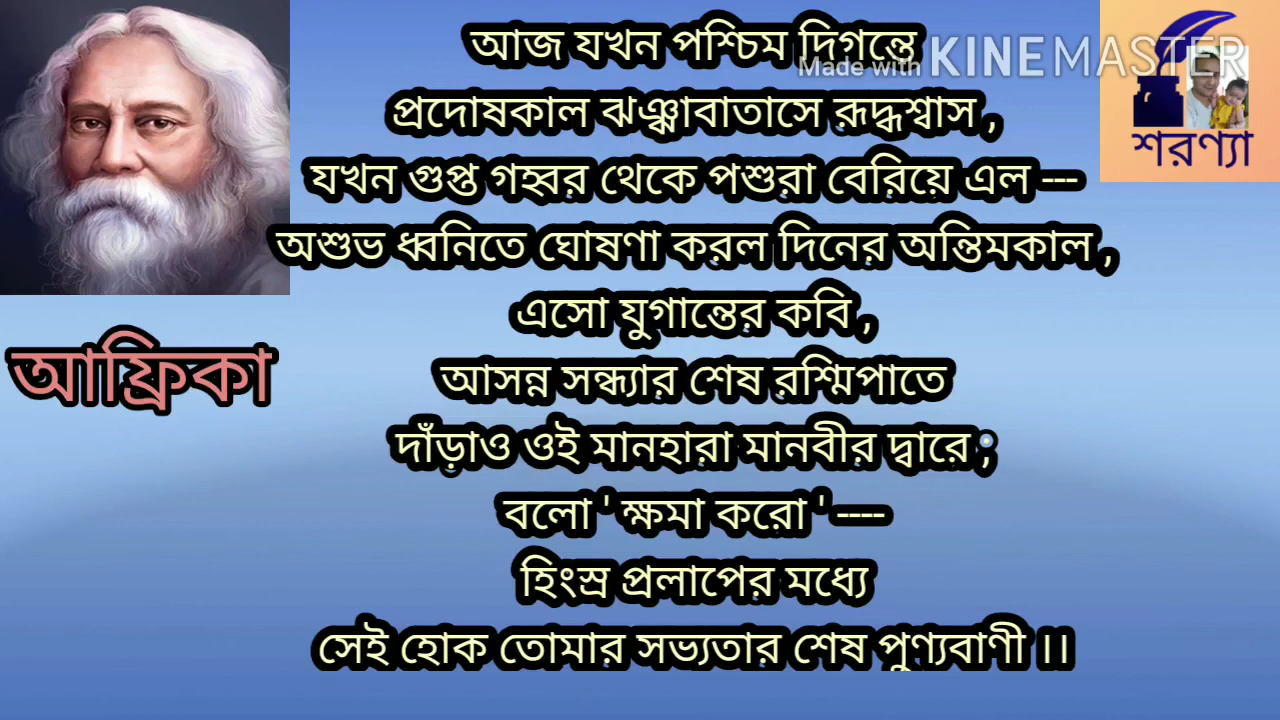 আজ যখন পশ্চিম দিগন্তে
Made with KINEMASTER
প্রদোষকাল ঝঞ্ঝাবাতাসে রূদ্ধশ্বাস ,
শরণ্যা
যখন গুপ্ত গহ্বর থেকে পশুরা বেরিয়ে এল ---
অশুভ ধ্বনিতে ঘোষণা করল দিনের অন্তিমকাল ,
এসো যুগান্তের কবি ,
আফ্রিকা
আসন্ন সন্ধ্যার শেষ রশ্মিপাতে
দাঁড়াও ওই মানহারা মানবীর দ্বারে ;
বলো ' ক্ষমা করো ' ----
হিংস্র প্রলাপের মধ্যে
সেই হোক তোমার সভ্যতার শেষ পুণ্যবাণী ।।